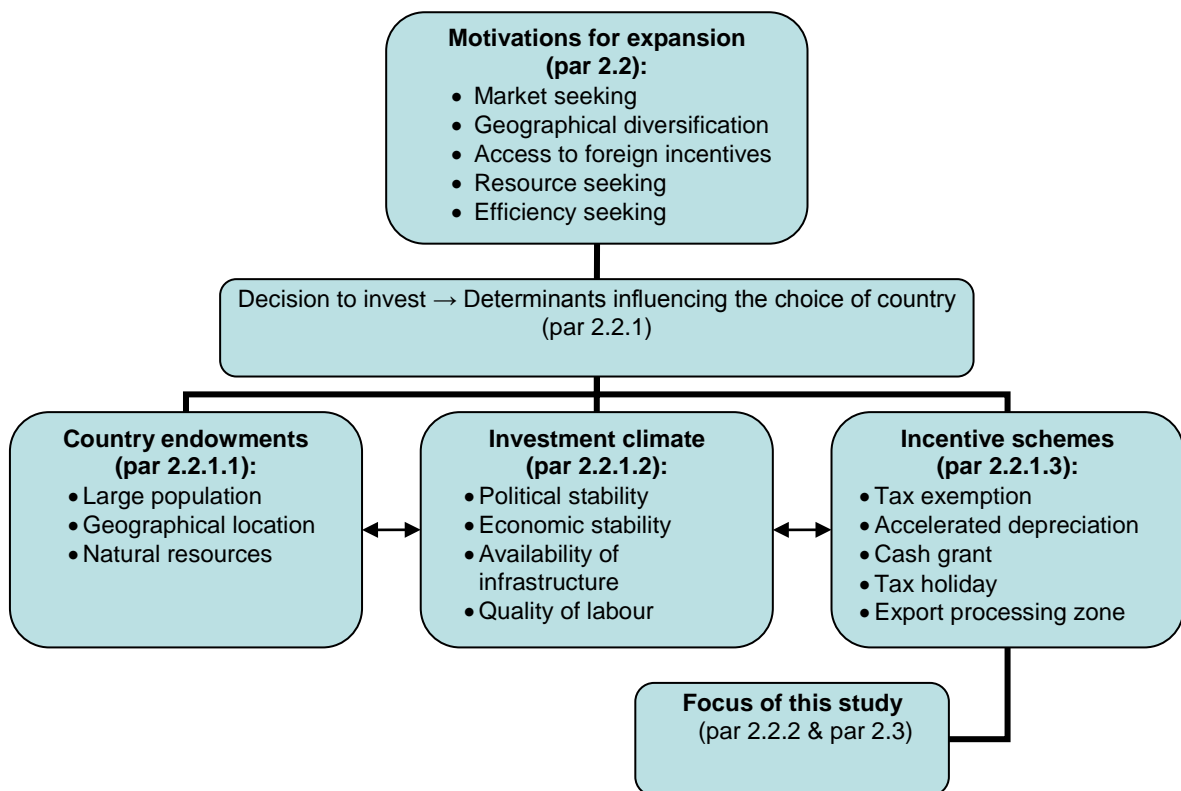 Motivations for expansion
(par 2.2):
• Market seeking
• Geographical diversification
• Access to foreign incentives
• Resource seeking
• Efficiency seeking
Decision to invest → Determinants influencing the choice of country
(par 2.2.1)
Country endowments
(par 2.2.1.1):
• Large population
• Geographical location
• Natural resources
Investment climate
(par 2.2.1.2):
• Political stability
• Economic stability
• Availability of
infrastructure
• Quality of labour
Incentive schemes
(par 2.2.1.3):
• Tax exemption
• Accelerated depreciation
• Cash grant
• Tax holiday
• Export processing zone
Focus of this study
(par 2.2.2 & par 2.3)